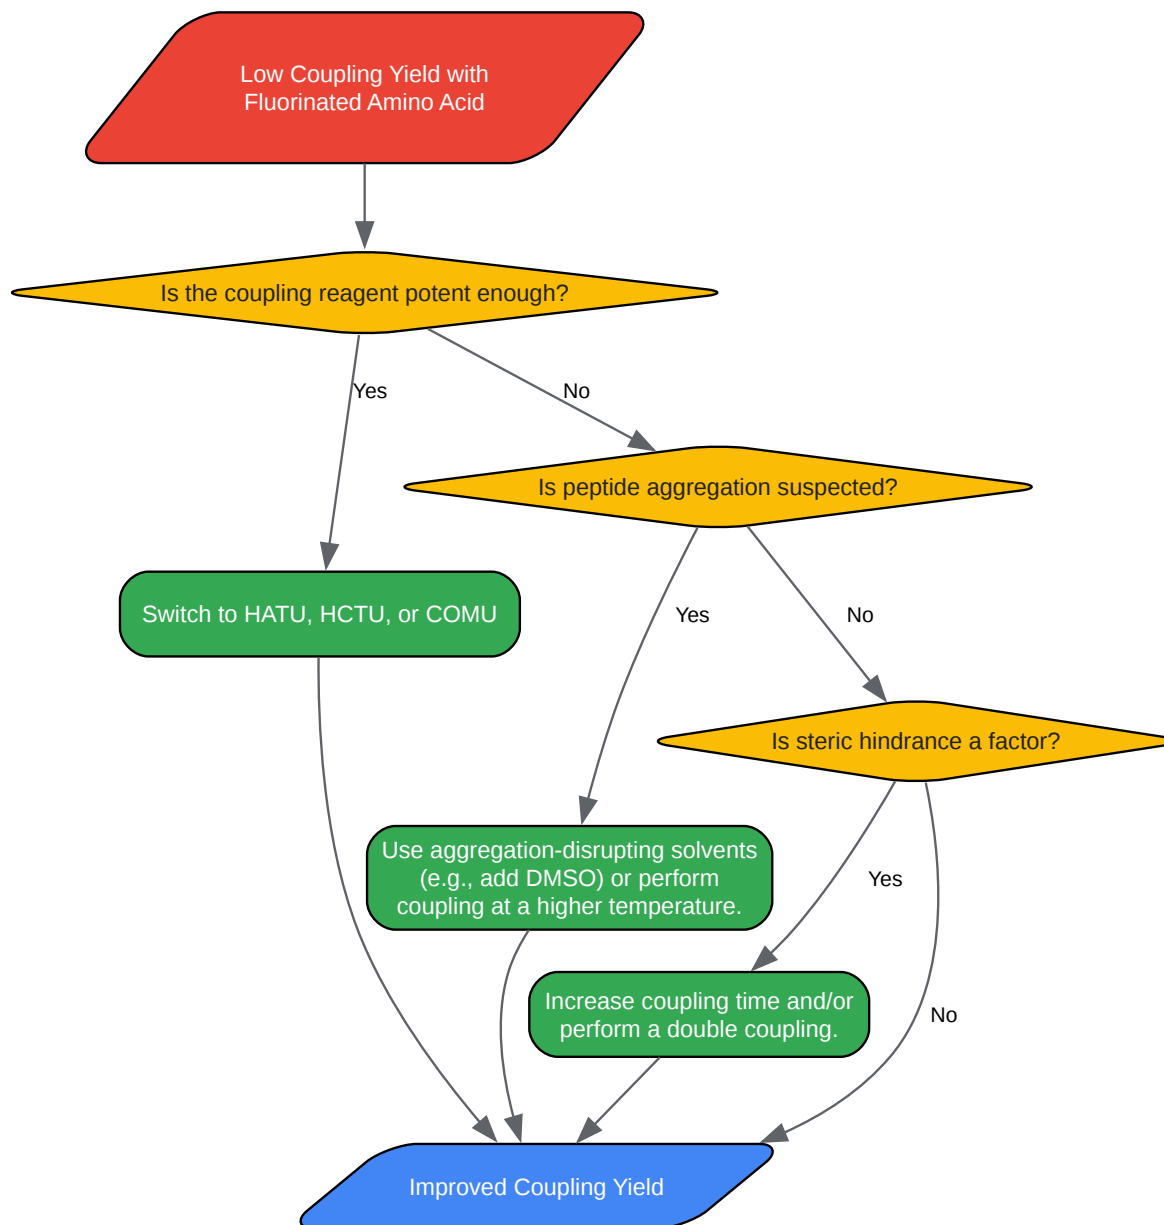 Low Coupling Yield with
Fluorinated Amino Acid
Is the coupling reagent potent enough?
Yes
No
Is peptide aggregation suspected?
Switch to HATU, HCTU, or COMU
Yes
No
Is steric hindrance a factor?
Use aggregation-disrupting solvents
(e.g., add DMSO) or perform
coupling at a higher temperature.
Yes
Increase coupling time and/or
perform a double coupling.
No
Improved Coupling Yield